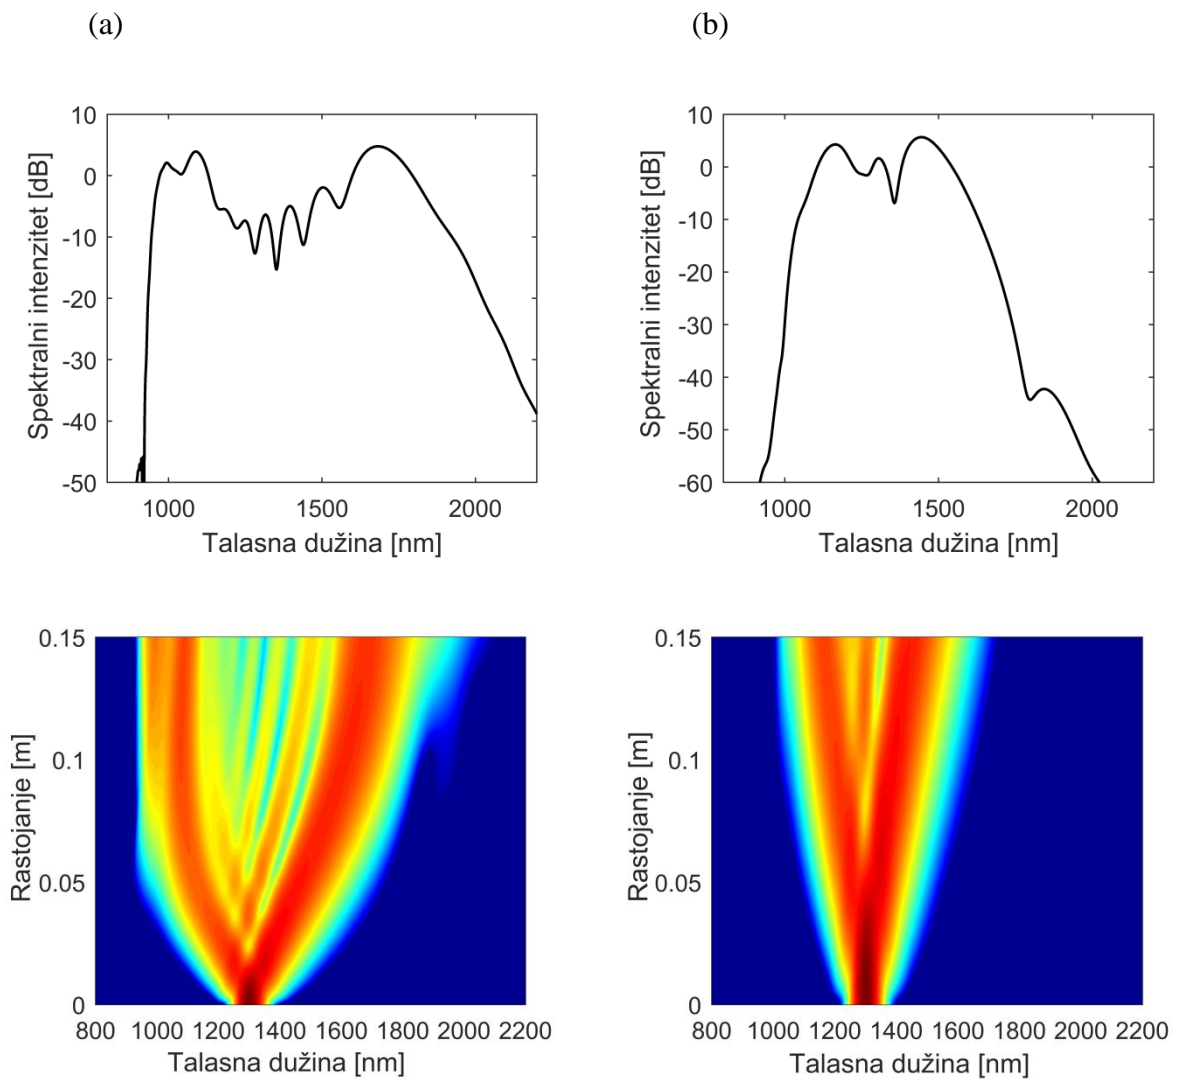 (a)
(b)
10
0
-10
-20
-30
-40
-50
1000 1500 2000
Spektralni intenzitet [dB]
Talasna dužina [nm]
10
0
-10
-20
-30
-40
-50
-60
1000 1500 2000
Spektralni intenzitet [dB]
Talasna dužina [nm]
0.15
0.1
0.05
0
800 1000 1200 1400 1600 1800 2000 2200
Rastojanje [m]
Talasna dužina [nm]
0.15
0.1
0.05
0
800 1000 1200 1400 1600 1800 2000 2200
Rastojanje [m]
Talasna dužina [nm]